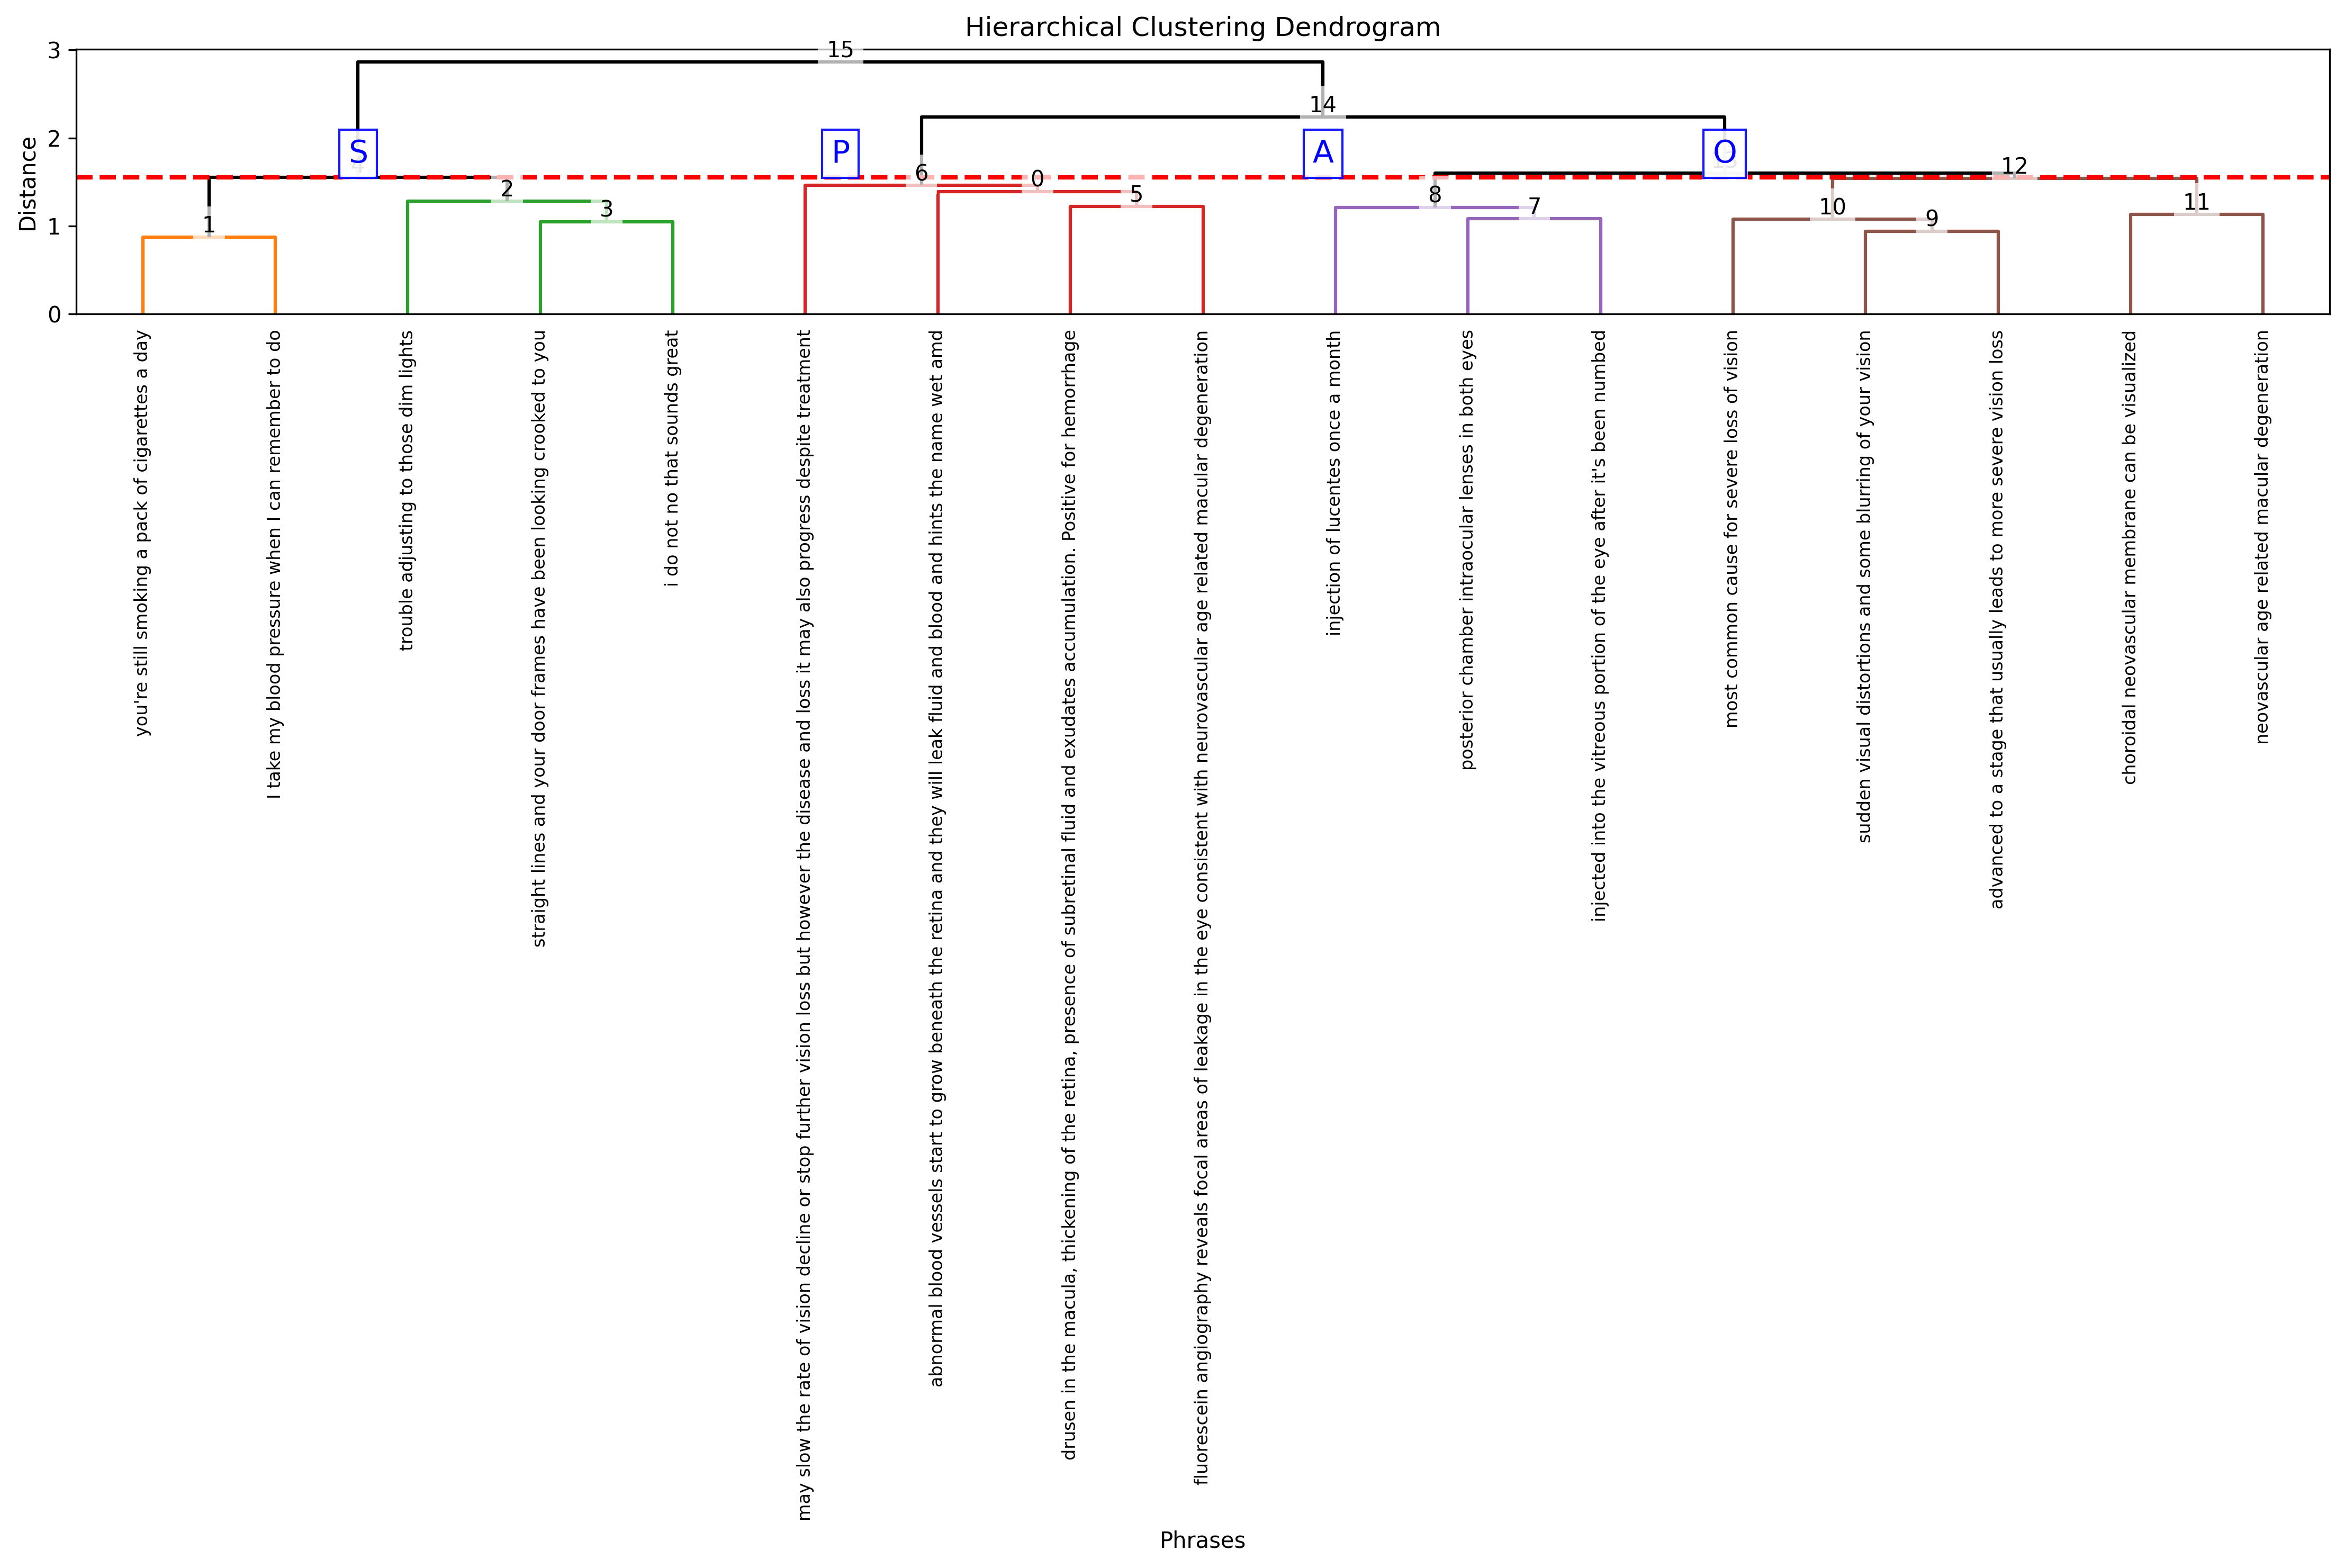 Hierarchical Clustering Dendrogram
3
2
1
0
Distance
15
14
S
P
A
O
12
6
0
2
5
8
7
3
10
11
9
1
you're still smoking a pack of cigarettes a day
I take my blood pressure when I can remember to do
trouble adjusting to those dim lights
straight lines and your door frames have been looking crooked to you
i do not no that sounds great
may slow the rate of vision decline or stop further vision loss but however the disease and loss it may also progress despite treatment
abnormal blood vessels start to grow beneath the retina and they will leak fluid and blood and hints the name wet amd
drusen in the macula, thickening of the retina, presence of subretinal fluid and exudates accumulation. Positive for hemorrhage
fluorescein angiography reveals focal areas of leakage in the eye consistent with neurovascular age related macular degeneration
injection of lucentes once a month
posterior chamber intraocular lenses in both eyes
injected into the vitreous portion of the eye after it's been numbed
most common cause for severe loss of vision
sudden visual distortions and some blurring of your vision
advanced to a stage that usually leads to more severe vision loss
choroidal neovascular membrane can be visualized
neovascular age related macular degeneration
Phrases